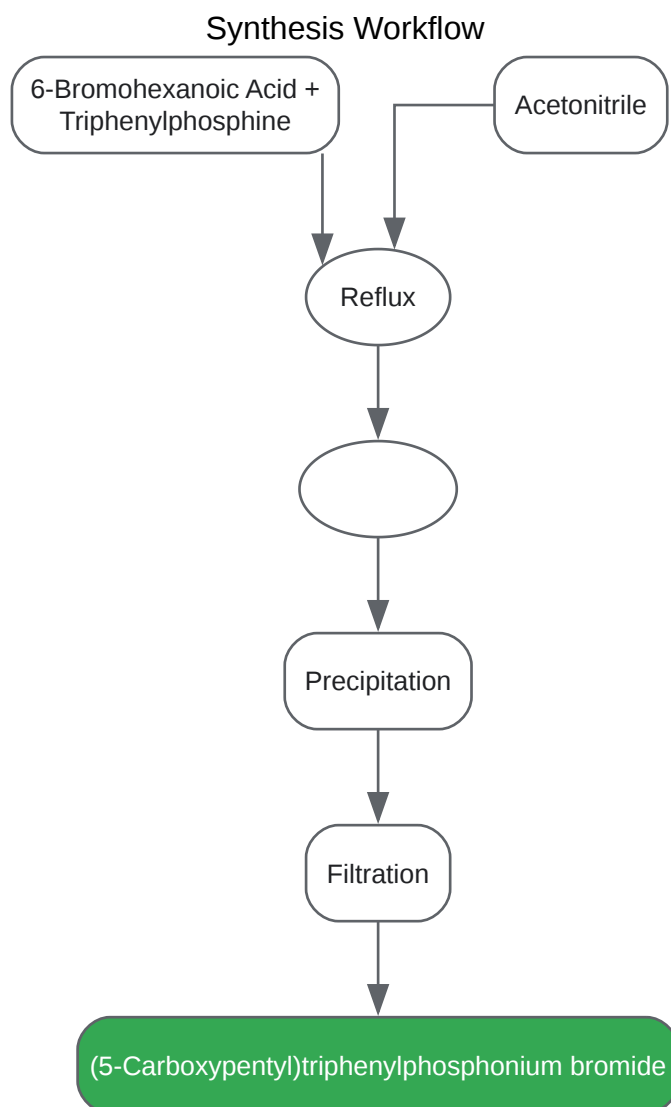 Synthesis Workflow
6-Bromohexanoic Acid +
Triphenylphosphine
Acetonitrile
Reflux
Precipitation
Filtration
(5-Carboxypentyl)triphenylphosphonium bromide